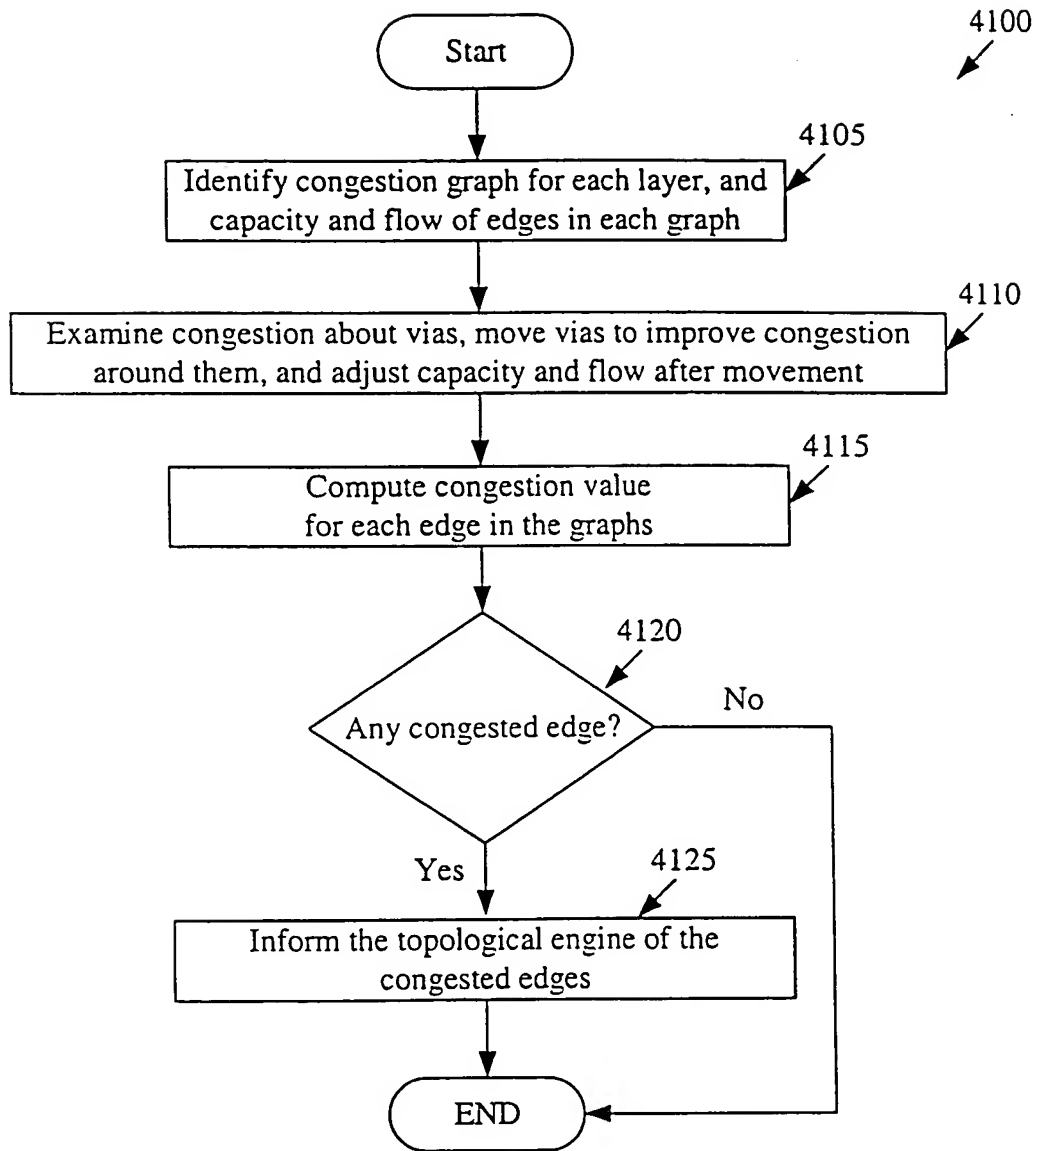 4100
Start
4105
Identify congestion graph for each layer, and
capacity and flow of edges in each graph
4110
Examine congestion about vias, move vias to improve congestion
around them, and adjust capacity and flow after movement
4115
Compute congestion value
for each edge in the graphs
4120
Any congested edge?
No
Yes
4125
Inform the topological engine of the
congested edges
END